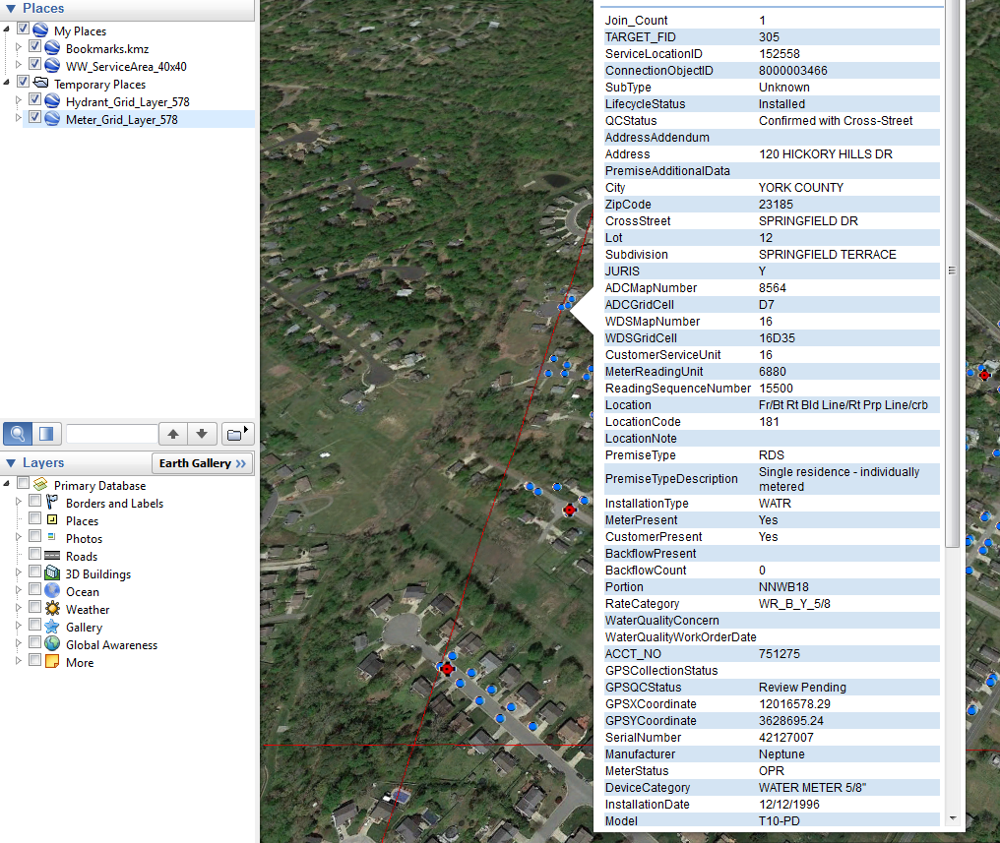 Places
My Places
Bookmarks.kmz
WW_ServiceArea_40x40
Temporary Places
Hydrant_Grid_Layer_578
Meter_Grid_Layer_578
Layers
Earth Gallery >>
Primary Database
Borders and Labels
Places
Photos
Roads
3D Buildings
Ocean
Weather
Gallery
Global Awareness
More
Join_Count 1
TARGET_FID 305
ServiceLocationID 152558
ConnectionObjectID 8000003466
SubType Unknown
LifecycleStatus Installed
QCStatus Confirmed with Cross-Street
AddressAddendum
Address 120 HICKORY HILLS DR
PremiseAdditionalData
City YORK COUNTY
ZipCode 23185
CrossStreet SPRINGFIELD DR
Lot 12
Subdivision SPRINGFIELD TERRACE
JURIS Y
ADCMapNumber 8564
ADCGridCell D7
WDSMapNumber 16
WDSGridCell 16D35
CustomerServiceUnit 16
MeterReadingUnit 6880
ReadingSequenceNumber 15500
Location Fr/Bt Rt Bld Line/Rt Prp Line/crb
LocationCode 181
LocationNote
PremiseType RDS
PremiseTypeDescription Single residence - individually
metered
InstallationType WATR
MeterPresent Yes
CustomerPresent Yes
BackflowPresent
BackflowCount 0
Portion NNWB18
RateCategory WR_B_Y_5/8
WaterQualityConcern
WaterQualityWorkOrderDate
ACCT_NO 751275
GPSCollectionStatus
GPSQCStatus Review Pending
GPSXCoordinate 12016578.29
GPSYCoordinate 3628695.24
SerialNumber 42127007
Manufacturer Neptune
MeterStatus OPR
DeviceCategory WATER METER 5/8"
InstallationDate 12/12/1996
Model T10-PD